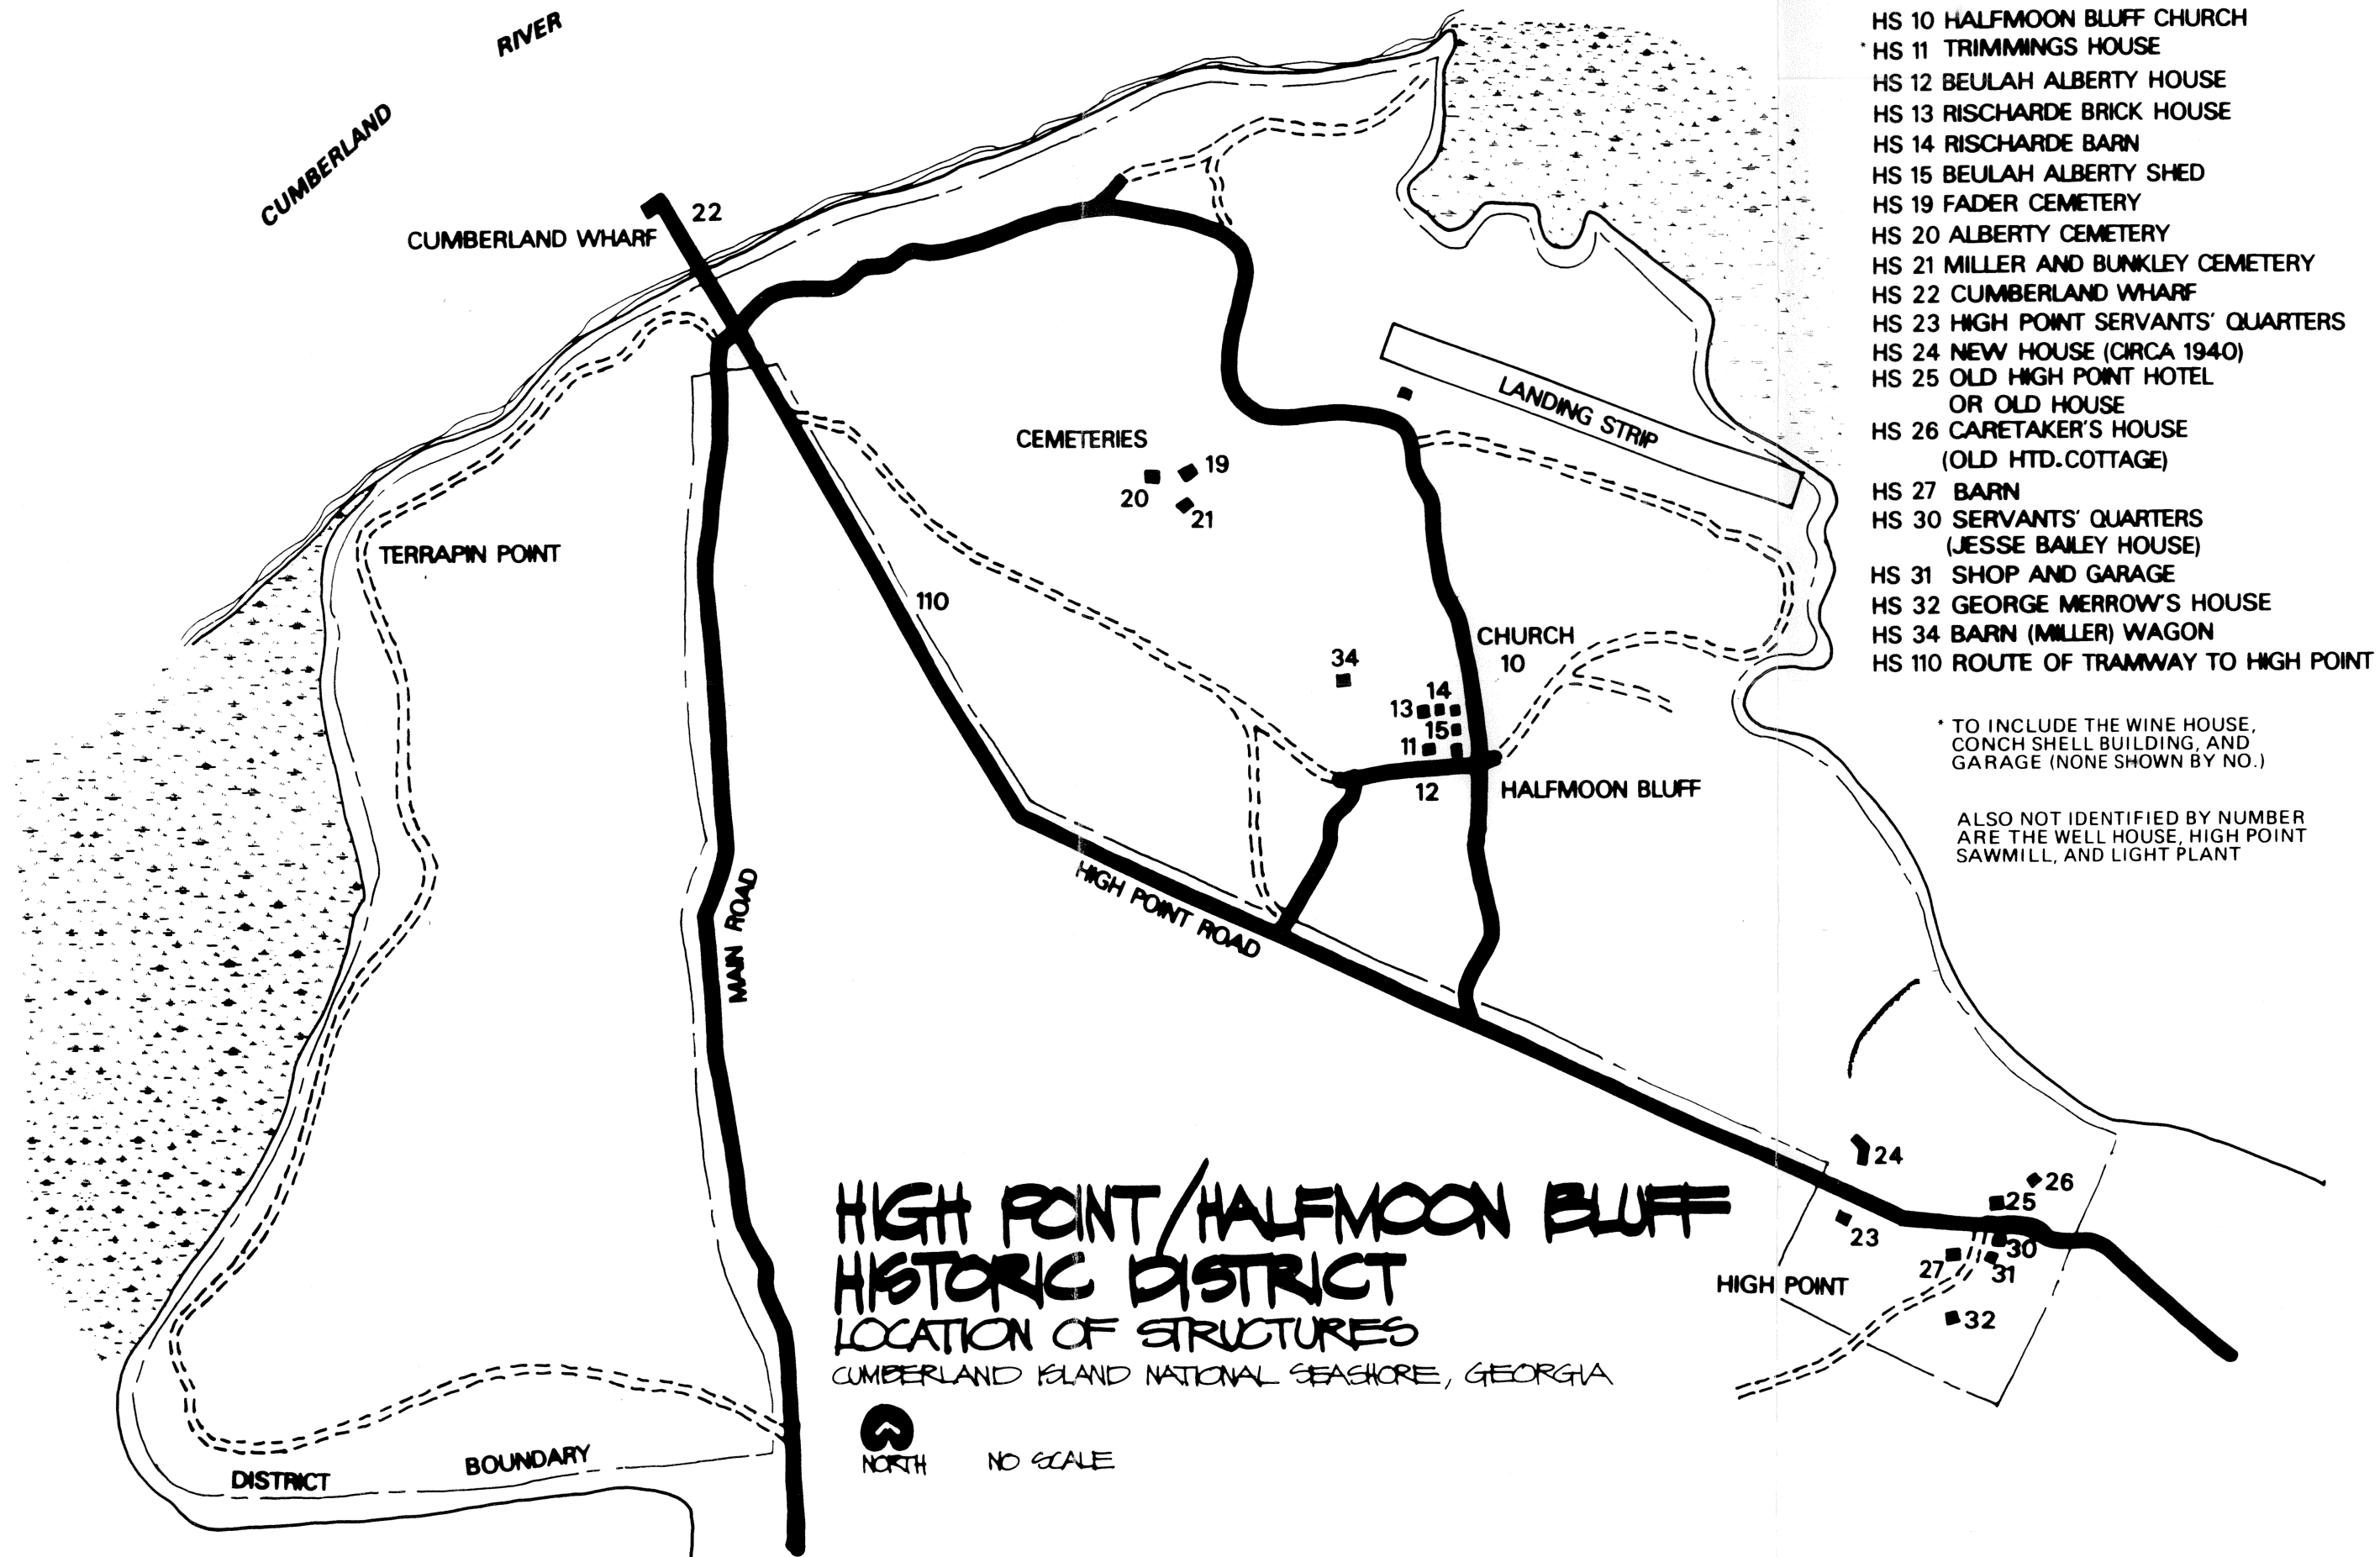 RIVER
CUMBERLAND
CUMBERLAND WHARF
22
TERRAPIN POINT
CEMETERIES
19
20
21
110
LANDING STRIP
CHURCH
10
34
14
13
15
11
12
HALFMOON BLUFF
MAIN ROAD
HIGH POINT ROAD
24
26
25
23
30
27
31
HIGH POINT
32
DISTRICT
BOUNDARY
HIGH POINT/HALFMOON BLUFF
HISTORIC DISTRICT
LOCATION OF STRUCTURES
CUMBERLAND ISLAND NATIONAL SEASHORE, GEORGIA
NORTH
NO SCALE
HS 10 HALFMOON BLUFF CHURCH
* HS 11 TRIMMINGS HOUSE
HS 12 BEULAH ALBERTY HOUSE
HS 13 RISCHARDE BRICK HOUSE
HS 14 RISCHARDE BARN
HS 15 BEULAH ALBERTY SHED
HS 19 FADER CEMETERY
HS 20 ALBERTY CEMETERY
HS 21 MILLER AND BUNKLEY CEMETERY
HS 22 CUMBERLAND WHARF
HS 23 HIGH POINT SERVANTS' QUARTERS
HS 24 NEW HOUSE (CIRCA 1940)
HS 25 OLD HIGH POINT HOTEL
OR OLD HOUSE
HS 26 CARETAKER'S HOUSE
(OLD HTD.COTTAGE)
HS 27 BARN
HS 30 SERVANTS' QUARTERS
(JESSE BAILEY HOUSE)
HS 31 SHOP AND GARAGE
HS 32 GEORGE MERROW'S HOUSE
HS 34 BARN (MILLER) WAGON
HS 110 ROUTE OF TRAMWAY TO HIGH POINT
* TO INCLUDE THE WINE HOUSE,
CONCH SHELL BUILDING, AND
GARAGE (NONE SHOWN BY NO.)
ALSO NOT IDENTIFIED BY NUMBER
ARE THE WELL HOUSE, HIGH POINT
SAWMILL, AND LIGHT PLANT